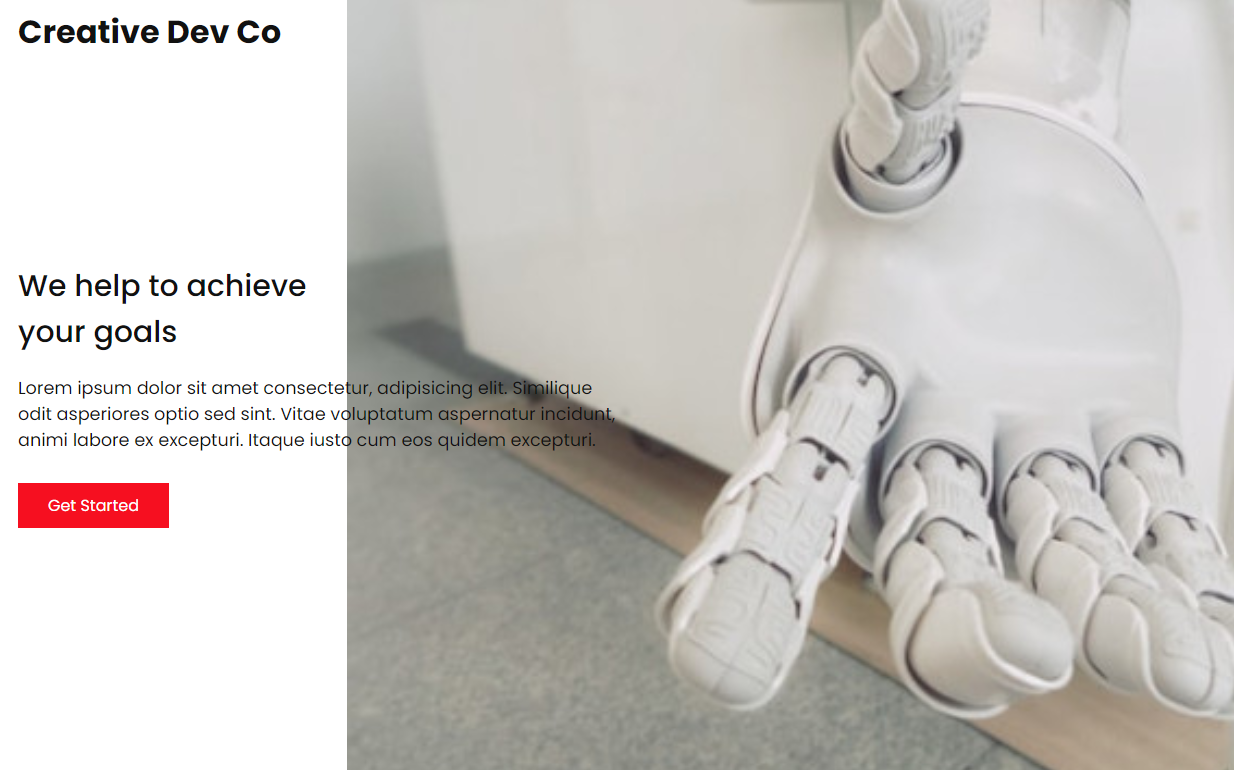 Creative Dev Co
We help to achieve
your goals
Lorem ipsum dolor sit amet consectetur, adipisicing elit. Similique
odit asperiores optio sed sint. Vitae voluptatum aspernatur incidunt,
animi labore ex excepturi. Itaque iusto cum eos quidem excepturi.
Get Started